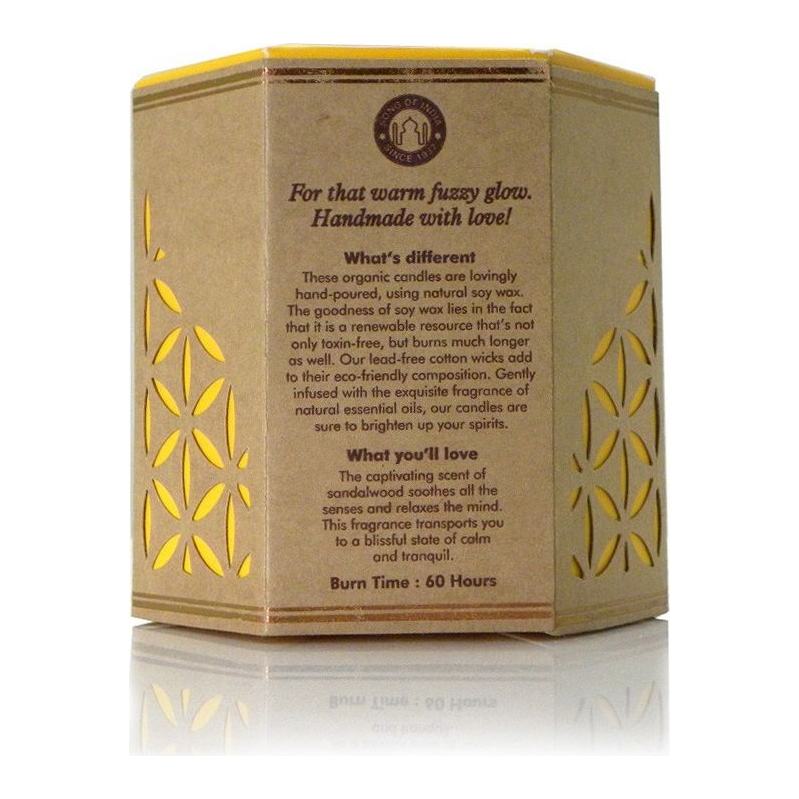 SONG OF INDIA
SINCE 1932
For that warm fuzzy glow.
Handmade with love!
What's different
These organic candles are lovingly
hand-poured, using natural soy wax.
The goodness of soy wax lies in the fact
that it is a renewable resource that's not
only toxin-free, but burns much longer
as well. Our lead-free cotton wicks add
to their eco-friendly composition. Gently
infused with the exquisite fragrance of
natural essential oils, our candles are
sure to brighten up your spirits.
What you'll love
The captivating scent of
sandalwood soothes all the
senses and relaxes the mind.
This fragrance transports you
to a blissful state of calm
and tranquil.
Burn Time : 60 Hours